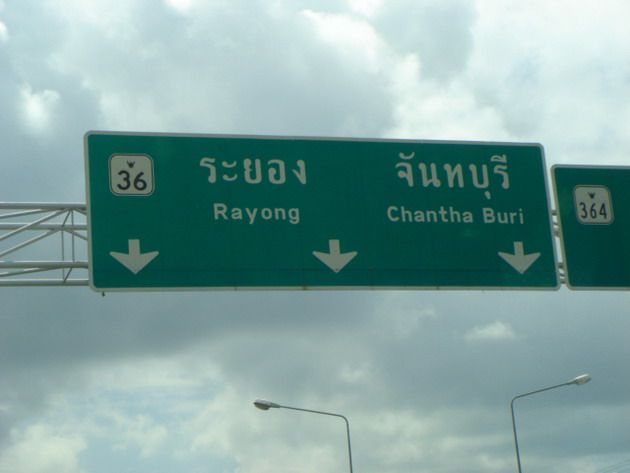 36
ระยอง
จันทบุรี
Rayong
Chantha Buri
364